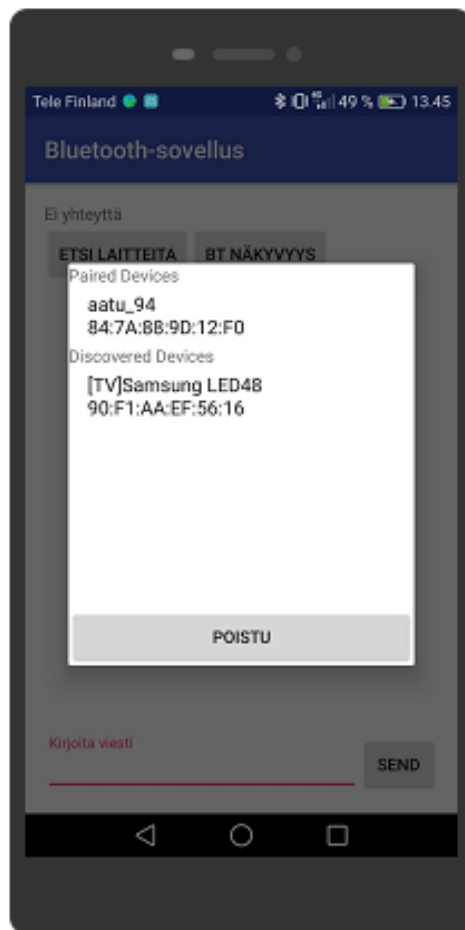 Tele Finland 49 % 13.45
Bluetooth-sovellus
Ei yhteyttä
ETSI LAITTEITA BT NÄKYVYYS
Paired Devices
aatu_94
84:7A:88:9D:12:F0
Discovered Devices
[TV]Samsung LED48
90:F1:AA:EF:56:16
POISTU
Kirjoita viesti
SEND